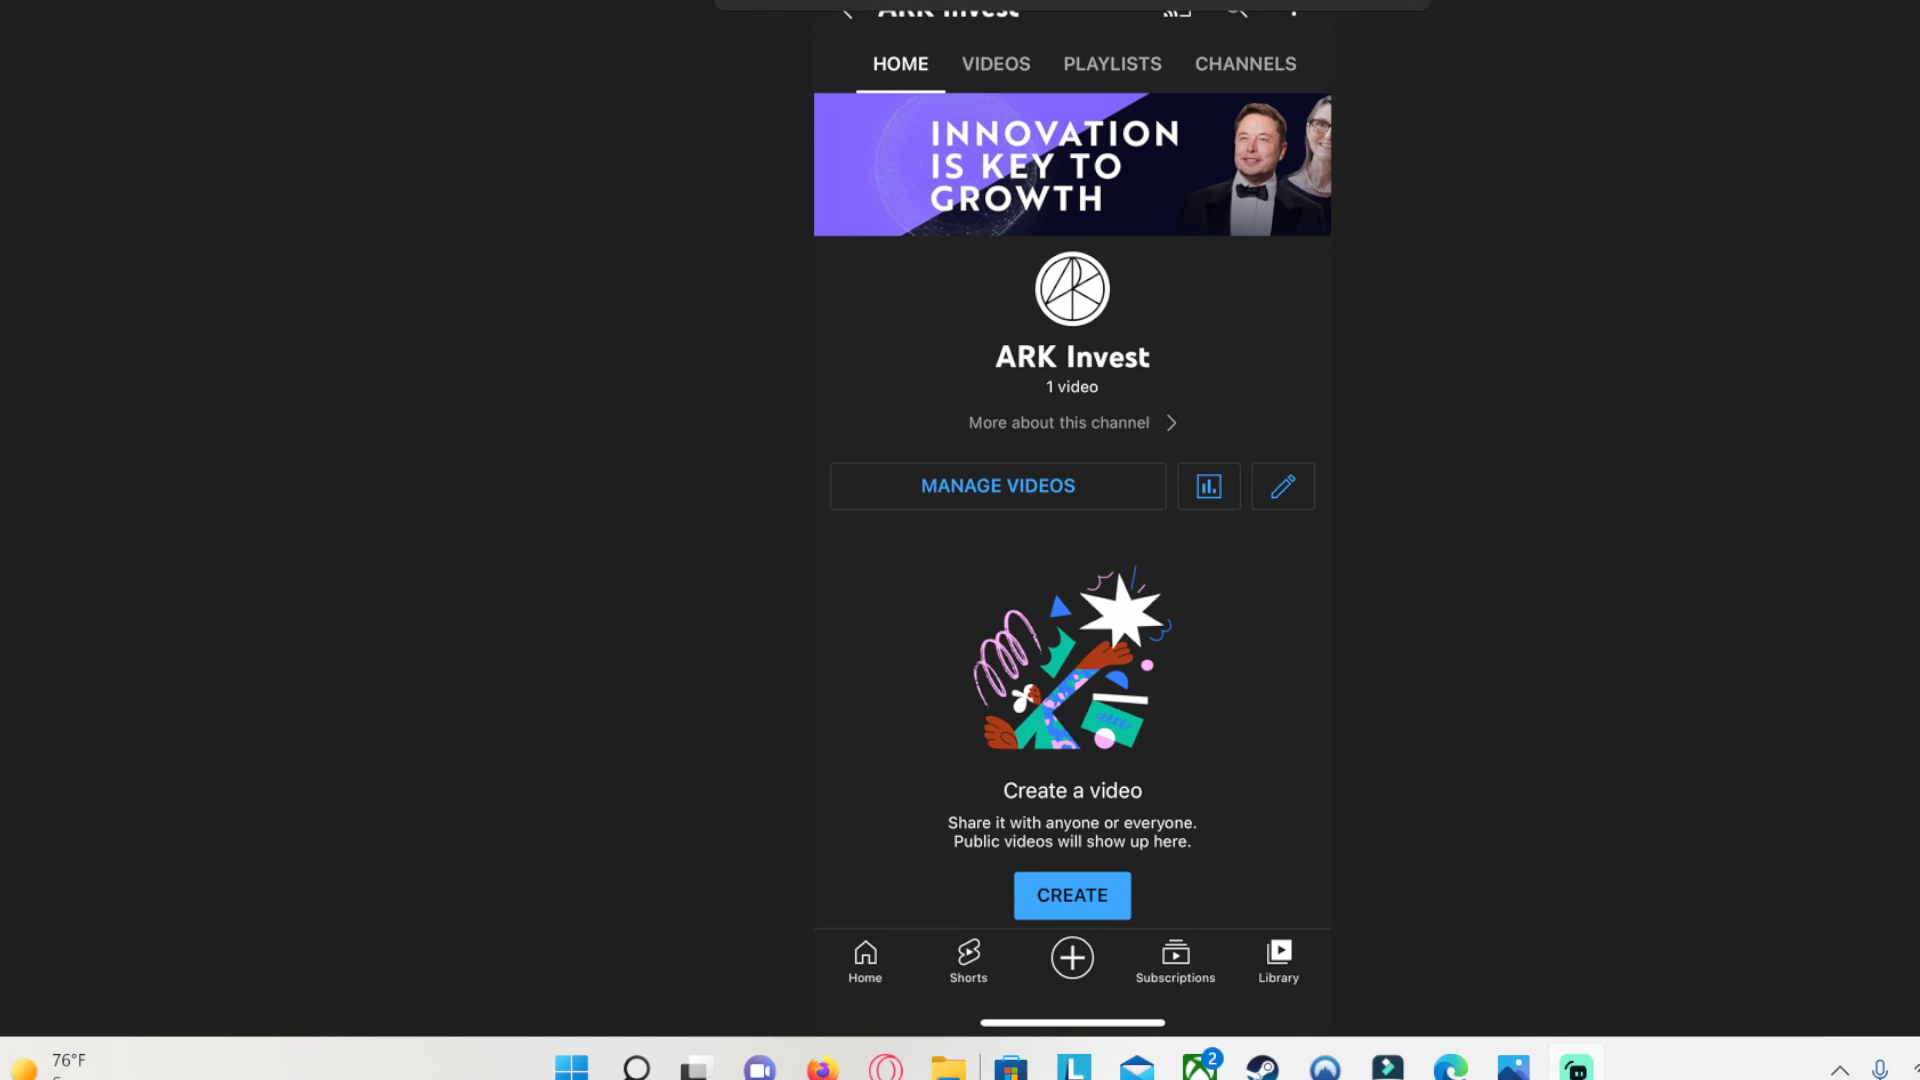 ARK Invest
HOME VIDEOS PLAYLISTS CHANNELS
INNOVATION
IS KEY TO
GROWTH
ARK Invest
1 video
More about this channel
MANAGE VIDEOS
Create a video
Share it with anyone or everyone.
Public videos will show up here.
CREATE
Home Shorts Subscriptions Library
76°F
2